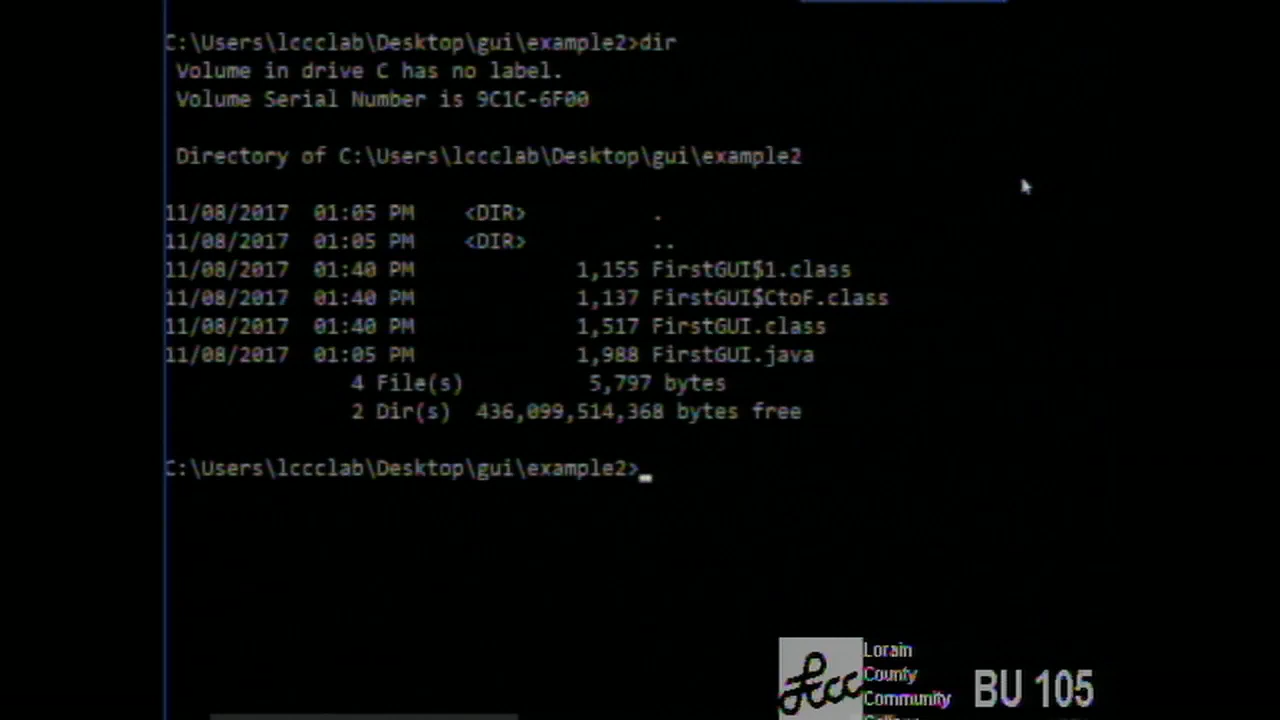 C:\Users\lccclab\Desktop\gui\example2>dir
Volume in drive C has no label.
Volume Serial Number is 9C1C-6F00
Directory of C:\Users\lccclab\Desktop\gui\example2
11/08/2017 01:05 PM <DIR> .
11/08/2017 01:05 PM <DIR> ..
11/08/2017 01:40 PM 1,155 FirstGUI$1.class
11/08/2017 01:40 PM 1,137 FirstGUI$CtoF.class
11/08/2017 01:40 PM 1,517 FirstGUI.class
11/08/2017 01:05 PM 1,988 FirstGUI.java
4 File(s) 5,797 bytes
2 Dir(s) 436,099,514,368 bytes free
C:\Users\lccclab\Desktop\gui\example2>_
lccc
Lorain
County
Community
BU 105